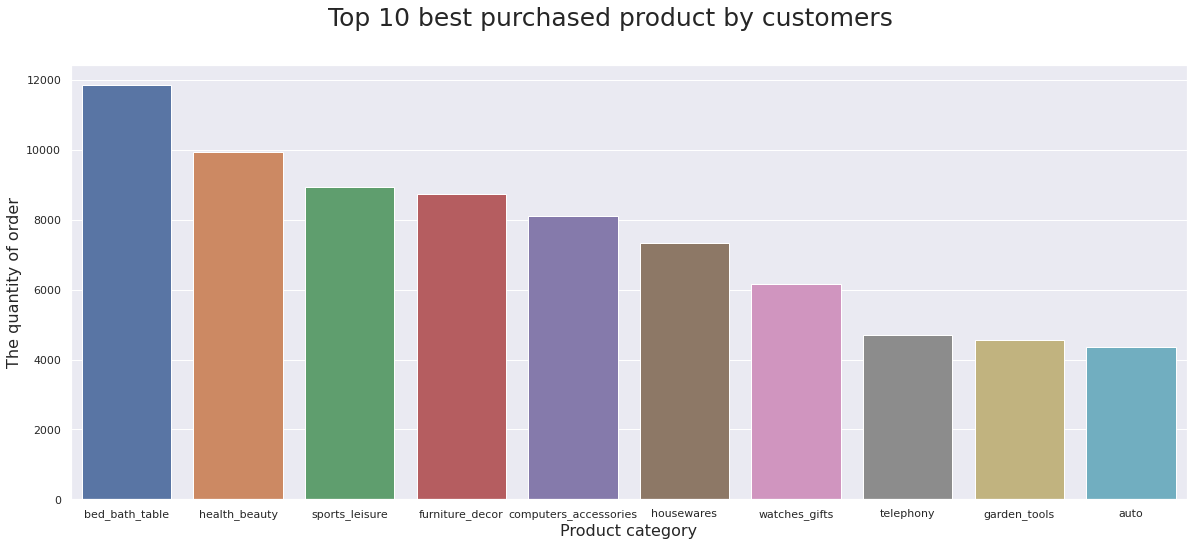 Top 10 best purchased product by customers
12000
10000
8000
6000
4000
2000
0
The quantity of order
bed_bath_table health_beauty sports_leisure furniture_decor computers_accessories housewares watches_gifts telephony garden_tools auto
Product category